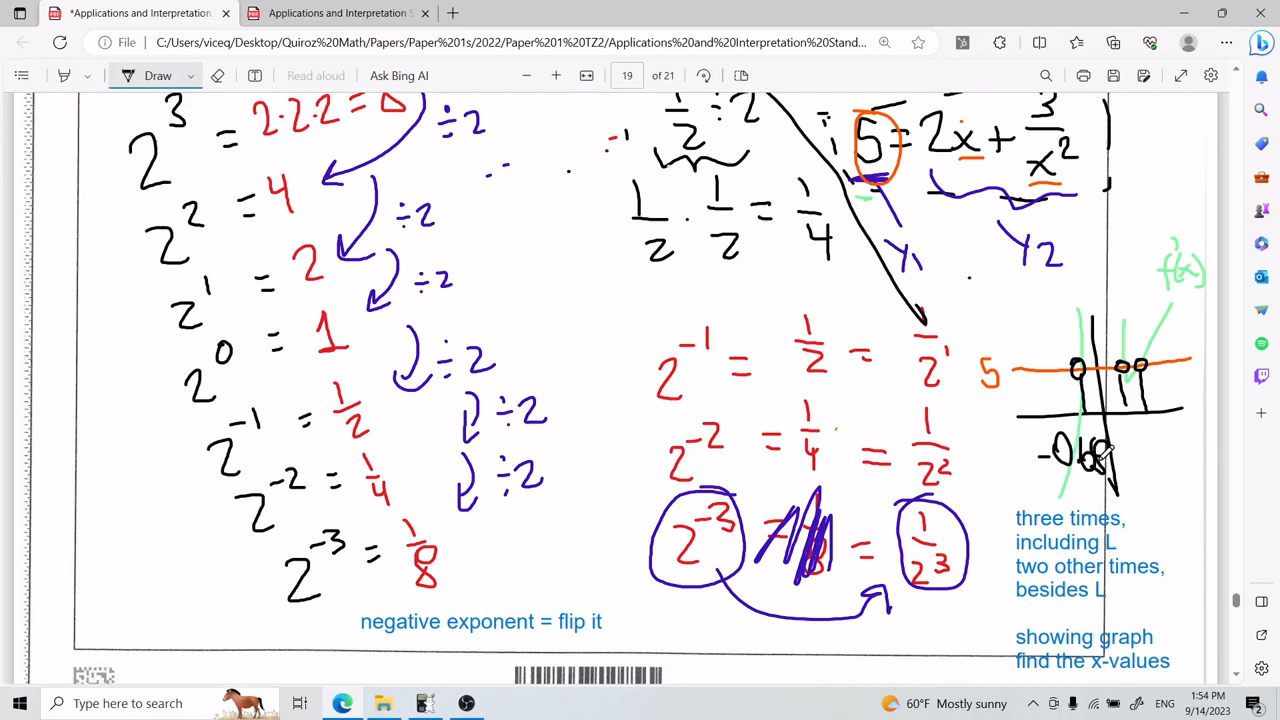 *Applications and Interpretation
Applications and Interpretation S
File
C:/Users/viceq/Desktop/Quiroz%20Math/Papers/Paper%201s/2022/Paper%201%20TZ2/Applications%20and%20Interpretation%20Stand...
Draw
Read aloud
Ask Bing AI
19 of 21
2³ = 2·2·2 = 8
÷2
2² = 4
÷2
2¹ = 2
÷2
2⁰ = 1
÷2
2⁻¹ = 1/2
÷2
2⁻² = 1/4
÷2
2⁻³ = 1/8
1/2 ÷ 2
1/2 · 1/2 = 1/4
5 = 2x + 3/x²
Y1
Y2
2⁻¹ = 1/2 = 1/2¹
2⁻² = 1/4 = 1/2²
2⁻³ = = 1/2³
f'(x)
5
three times,
including L
two other times,
besides L
showing graph
find the x-values
negative exponent = flip it
Type here to search
60°F Mostly sunny
1:54 PM
9/14/2023
2